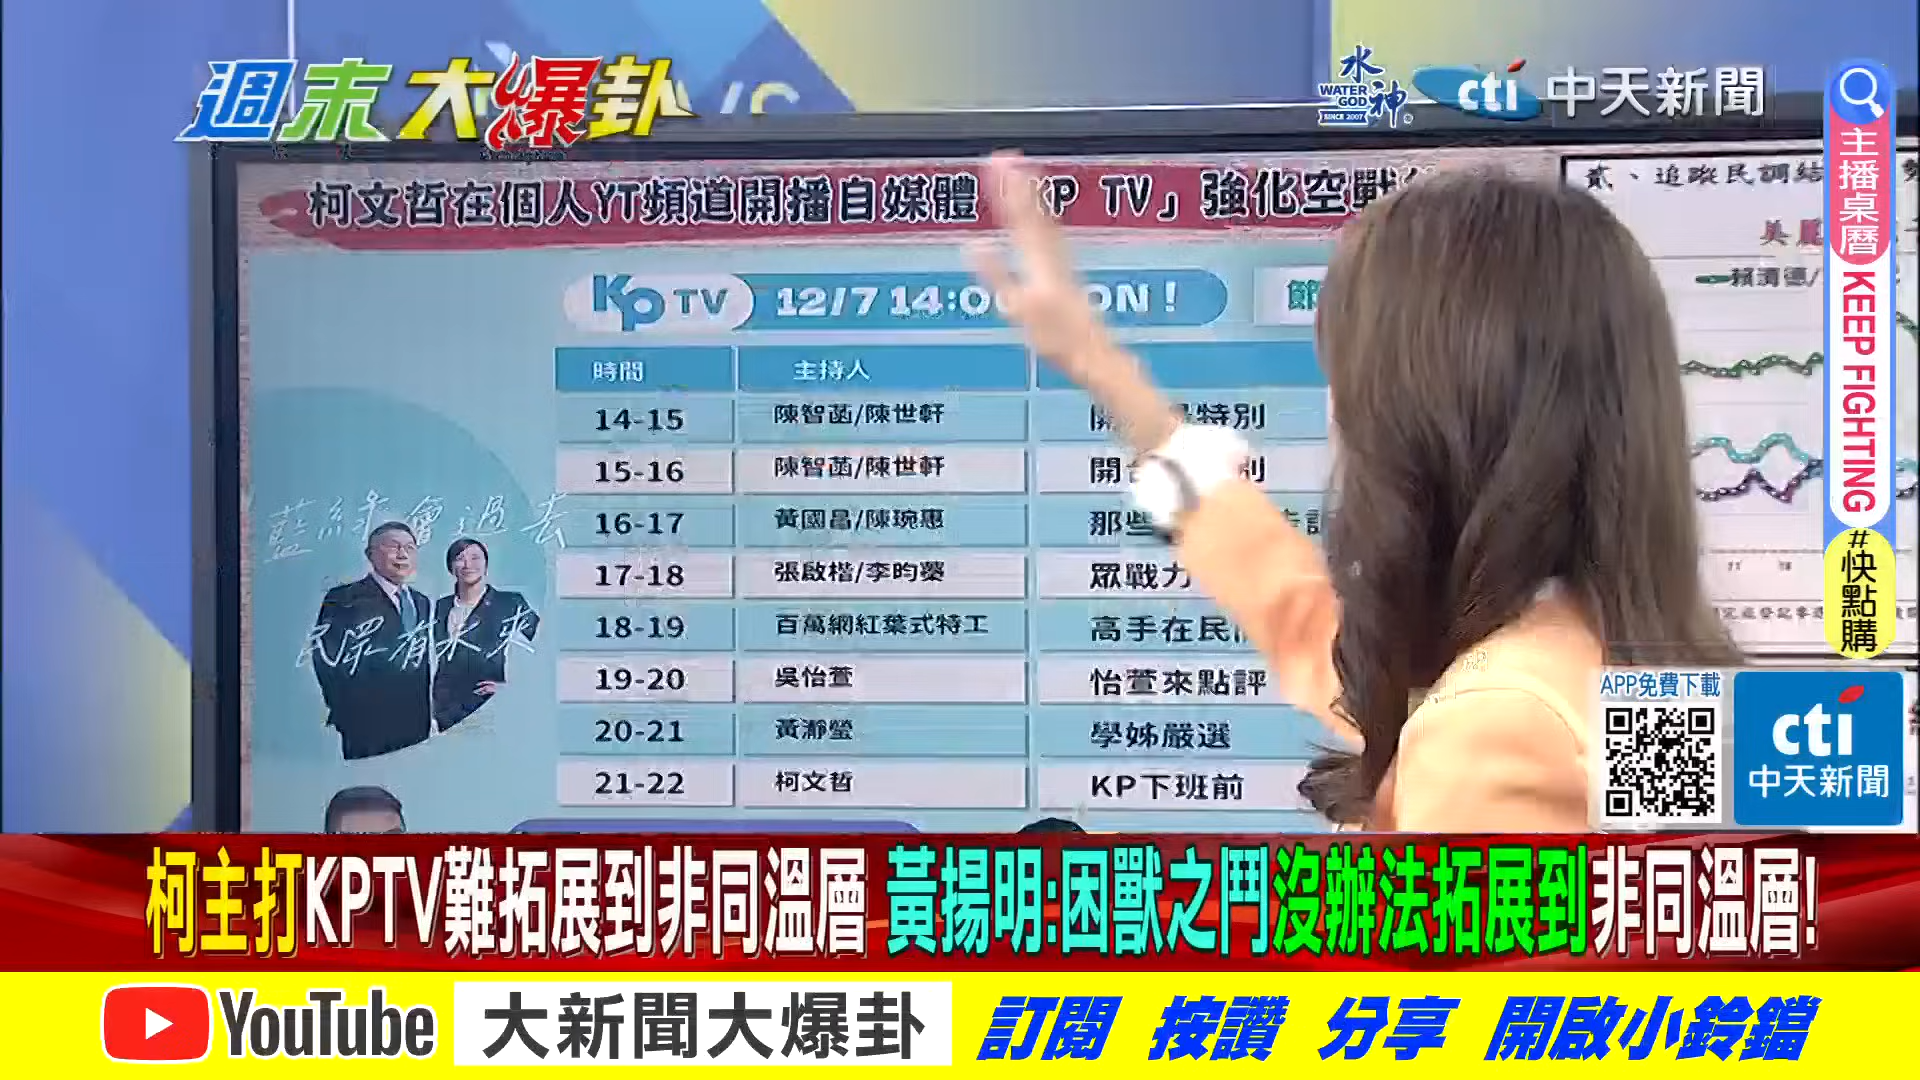 週末大爆卦
水神
WATER GOD
SINCE 2007
cti 中天新聞
主播桌曆 KEEP FIGHTING
#快點購
柯文哲在個人YT頻道開播自媒體「KP TV」強化空戰
貳、追蹤民調結
賴清德/
KP TV 12/7 14:0 ON!
時間 主持人
14-15 陳智菡/陳世軒 開 特別
15-16 陳智菡/陳世軒 開 別
16-17 黃國昌/陳琬惠 那些
17-18 張啟楷/李昀 眾戰力
18-19 百萬網紅葉式特工 高手在民
19-20 吳怡萱 怡萱來點評
20-21 黃瀞瑩 學姊嚴選
21-22 柯文哲 KP下班前
藍綠會過去
民眾有未來
APP免費下載
cti
中天新聞
柯主打KPTV難拓展到非同溫層 黃揚明:困獸之鬥沒辦法拓展到非同溫層!
YouTube 大新聞大爆卦 訂閱 按讚 分享 開啟小鈴鐺